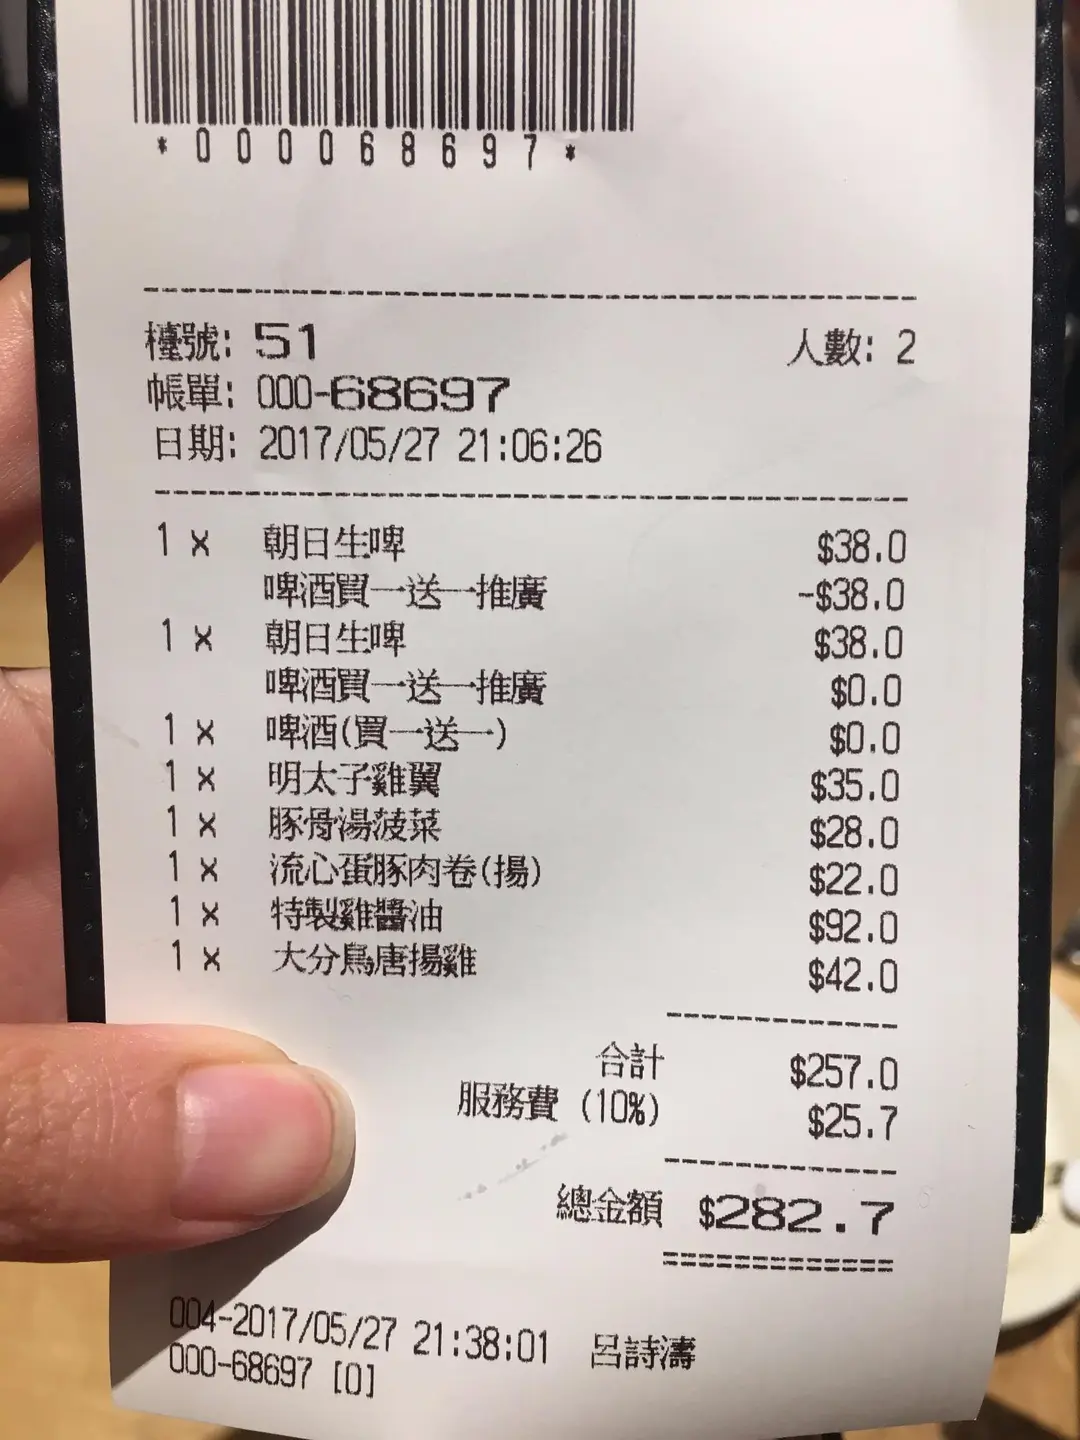 *00068697*
檯號: 51 人數: 2
帳單: 000-68697
日期: 2017/05/27 21:06:26
1 x 朝日生啤 $38.0
啤酒買一送一推廣 -$38.0
1 x 朝日生啤 $38.0
啤酒買一送一推廣 $0.0
1 x 啤酒(買一送一) $0.0
1 x 明太子雞翼 $35.0
1 x 豚骨湯菠菜 $28.0
1 x 流心蛋豚肉卷(揚) $22.0
1 x 特製雞醬油 $92.0
1 x 大分鳥唐揚雞 $42.0
合計 $257.0
服務費 (10%) $25.7
總金額 $282.7
004-2017/05/27 21:38:01 呂詩濤
000-68697 [0]